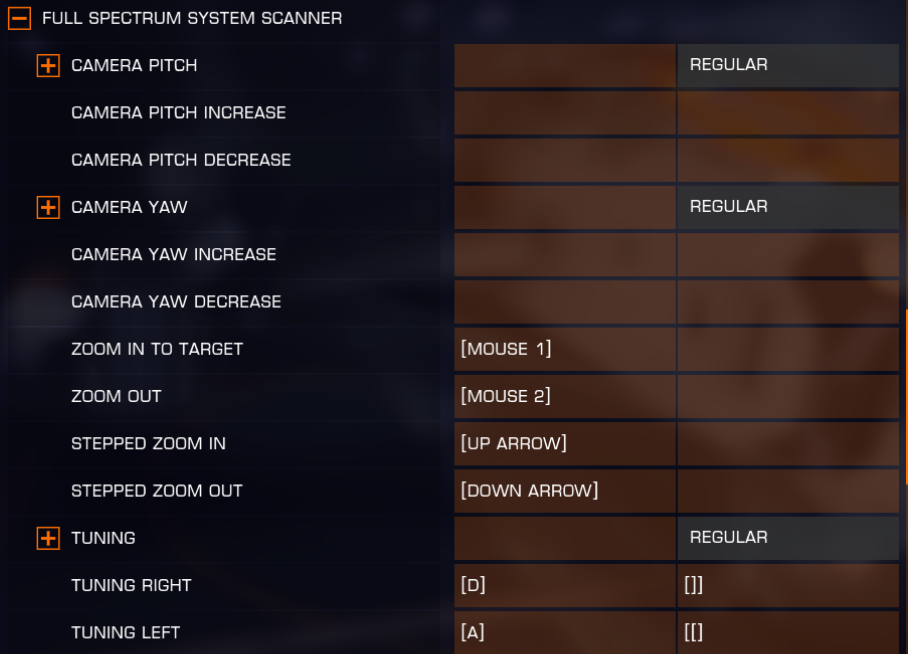 FULL SPECTRUM SYSTEM SCANNER
CAMERA PITCH REGULAR
CAMERA PITCH INCREASE
CAMERA PITCH DECREASE
CAMERA YAW REGULAR
CAMERA YAW INCREASE
CAMERA YAW DECREASE
ZOOM IN TO TARGET [MOUSE 1]
ZOOM OUT [MOUSE 2]
STEPPED ZOOM IN [UP ARROW]
STEPPED ZOOM OUT [DOWN ARROW]
TUNING REGULAR
TUNING RIGHT [D] []]
TUNING LEFT [A] [[]